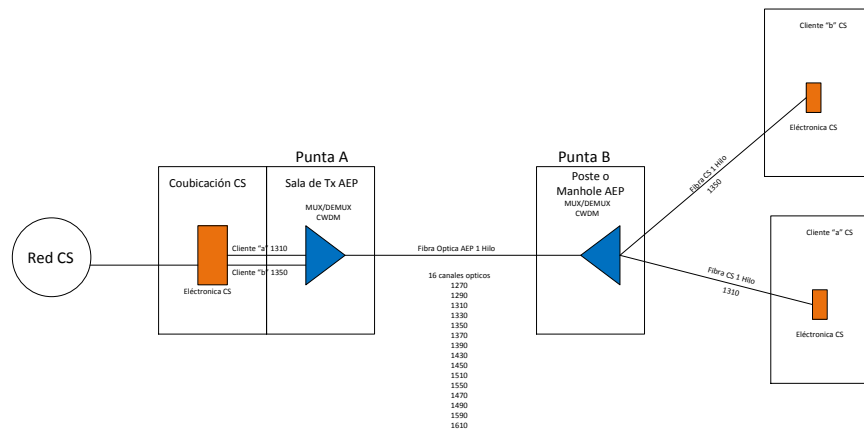 Cliente "b" CS
Eléctronica CS
Fibra CS 1 Hilo
1350
Punta A
Punta B
Coubicación CS
Sala de Tx AEP
MUX/DEMUX
CWDM
Poste o
Manhole AEP
MUX/DEMUX
CWDM
Cliente "a" CS
Red CS
Cliente "a" 1310
Cliente "b" 1350
Eléctronica CS
Fibra Optica AEP 1 Hilo
Fibra CS 1 Hilo
1310
Eléctronica CS
16 canales opticos
1270
1290
1310
1330
1350
1370
1390
1430
1450
1510
1550
1470
1490
1590
1610